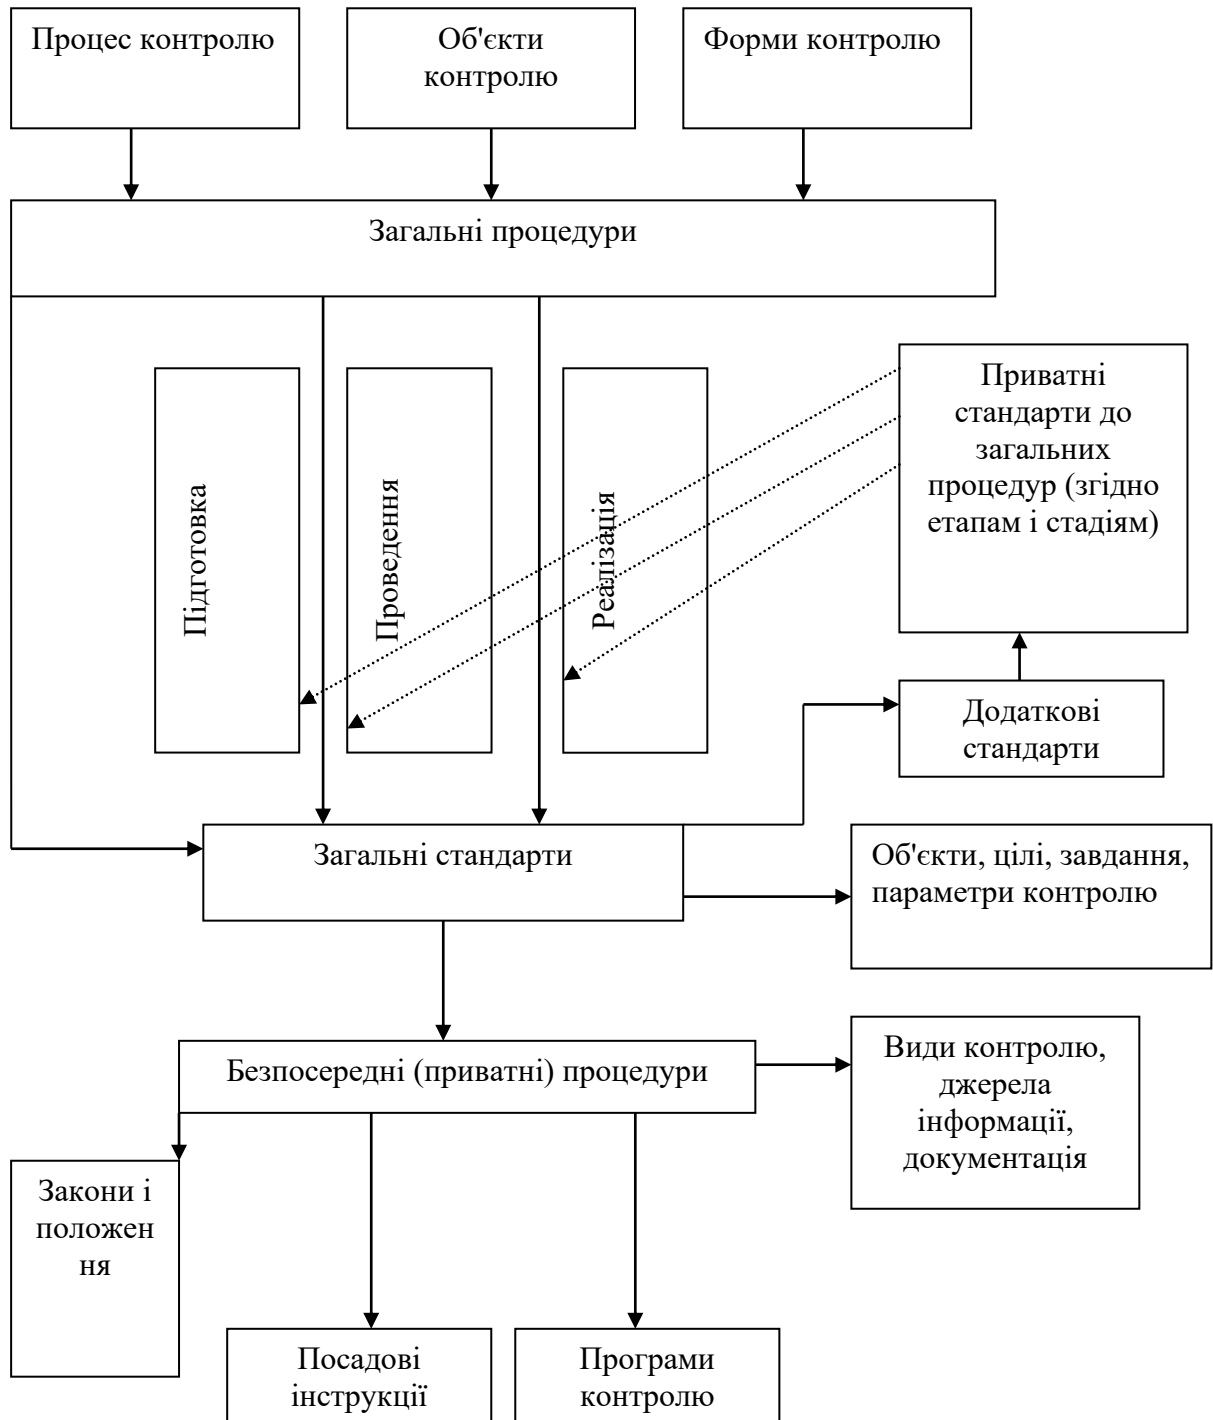 Процес контролю
Об'єкти
контролю
Форми контролю
Загальні процедури
Підготовка
Проведення
Реалізація
Приватні
стандарти до
загальних
процедур (згідно
етапам і стадіям)
Додаткові
стандарти
Загальні стандарти
Об'єкти, цілі, завдання,
параметри контролю
Безпосередні (приватні) процедури
Види контролю,
джерела
інформації,
документація
Закони і
положен
ня
Посадові
інструкції
Програми
контролю